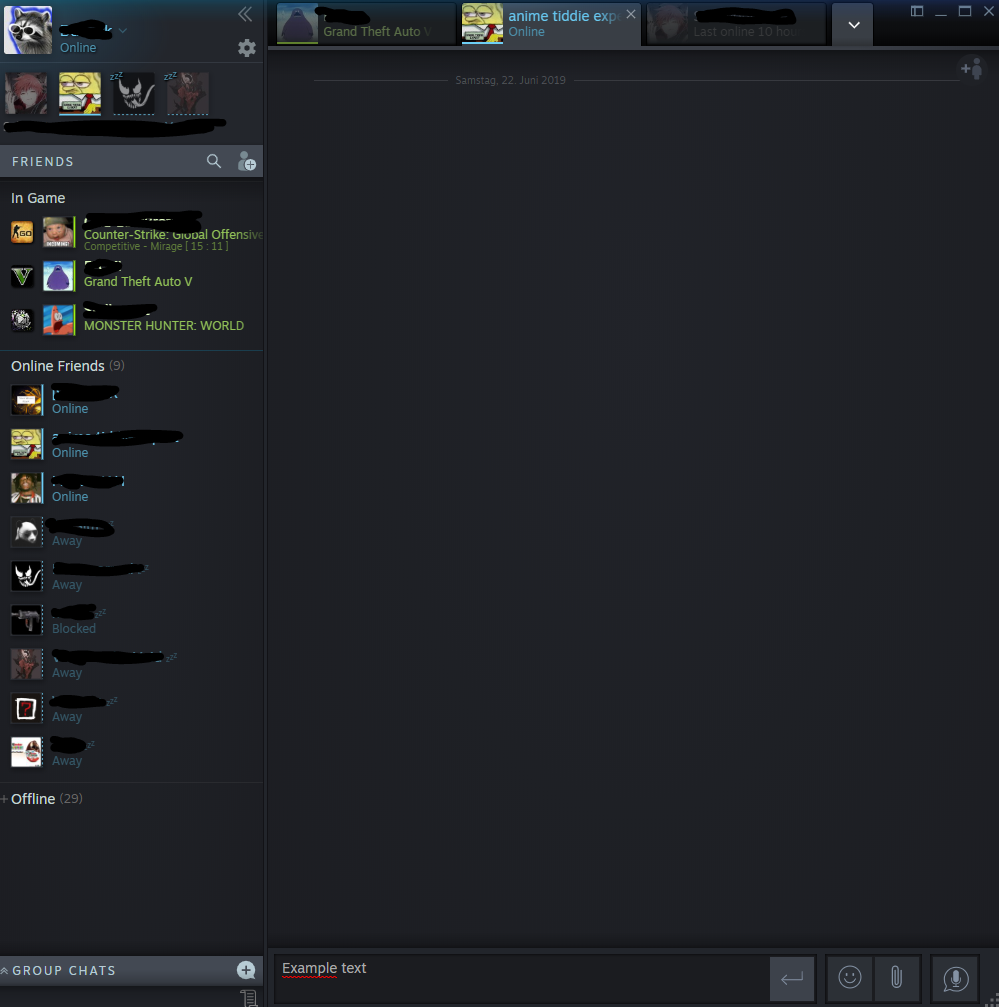 Online
Grand Theft Auto V
anime tiddie exp
Online
Last online 10 hou
Samstag, 22. Juni 2019
FRIENDS
In Game
Counter-Strike: Global Offensive
Competitive - Mirage [ 15 : 11 ]
Grand Theft Auto V
MONSTER HUNTER: WORLD
Online Friends (9)
Online
Online
Online
Away
Away
Blocked
Away
Away
Away
Offline (29)
GROUP CHATS
Example text